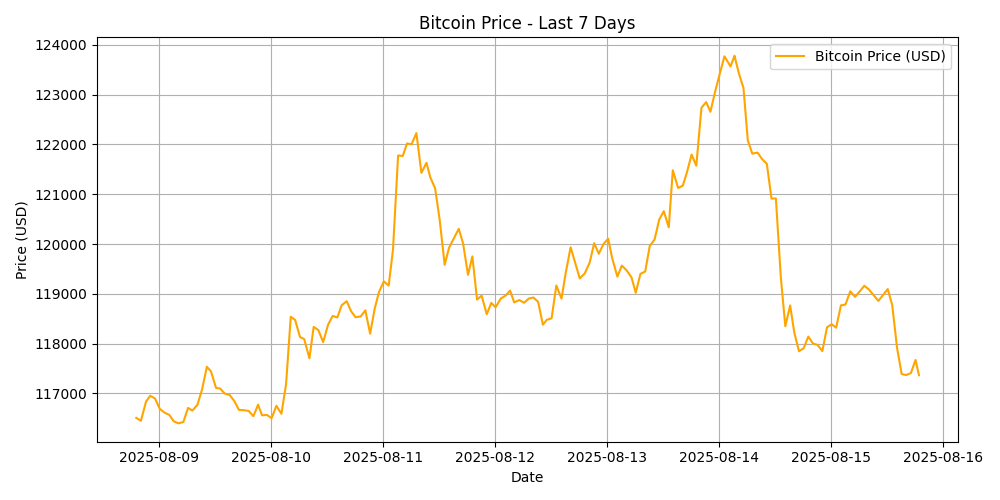 Bitcoin Price - Last 7 Days
Bitcoin Price (USD)
124000
123000
122000
121000
120000
119000
118000
117000
Price (USD)
2025-08-09 2025-08-10 2025-08-11 2025-08-12 2025-08-13 2025-08-14 2025-08-15 2025-08-16
Date